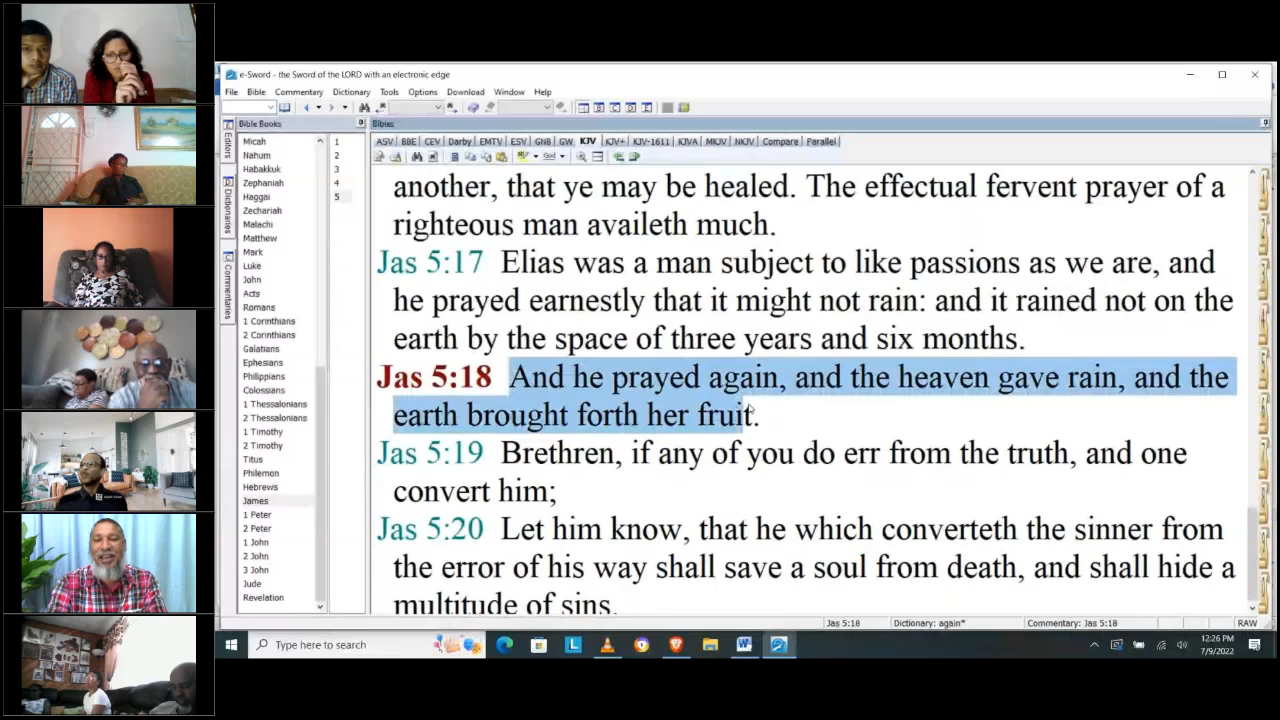 e-Sword - the Sword of the LORD with an electronic edge
File Bible Commentary Dictionary Tools Options Download Window Help
Bible Books
Bibles
Editors
Dictionaries
Commentaries
ASV BBE CEV Darby EMTV ESV GNB GW KJV KJV+ KJV-1611 KJVA MKJV NKJV Compare Parallel
Micah
Nahum
Habakkuk
Zephaniah
Haggai
Zechariah
Malachi
Matthew
Mark
Luke
John
Acts
Romans
1 Corinthians
2 Corinthians
Galatians
Ephesians
Philippians
Colossians
1 Thessalonians
2 Thessalonians
1 Timothy
2 Timothy
Titus
Philemon
Hebrews
James
1 Peter
2 Peter
1 John
2 John
3 John
Jude
Revelation
1
2
3
4
5
another, that ye may be healed. The effectual fervent prayer of a
righteous man availeth much.
Jas 5:17 Elias was a man subject to like passions as we are, and
he prayed earnestly that it might not rain: and it rained not on the
earth by the space of three years and six months.
Jas 5:18 And he prayed again, and the heaven gave rain, and the
earth brought forth her fruit.
Jas 5:19 Brethren, if any of you do err from the truth, and one
convert him;
Jas 5:20 Let him know, that he which converteth the sinner from
the error of his way shall save a soul from death, and shall hide a
multitude of sins.
Jas 5:18 Dictionary: again* Commentary: Jas 5:18 RAW
Type here to search
12:26 PM
7/9/2022